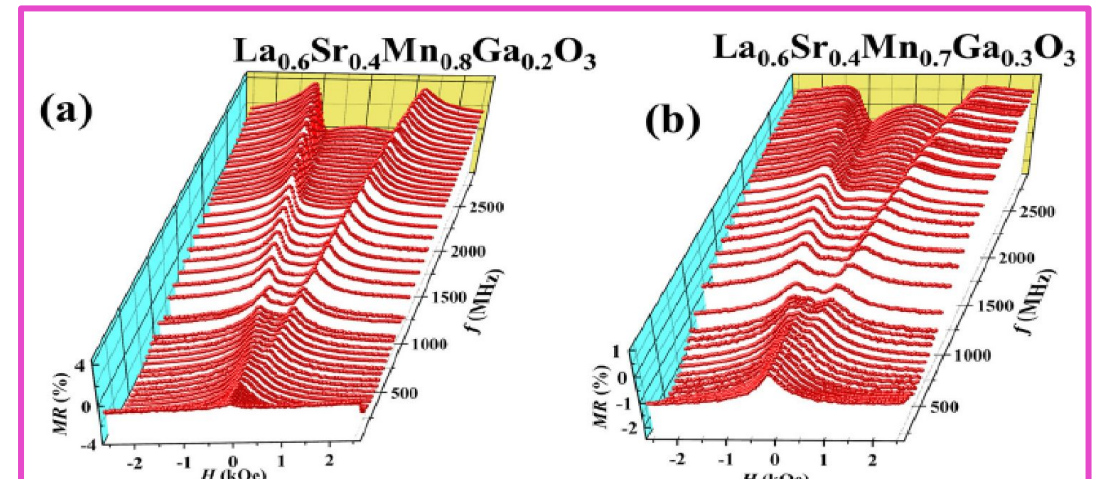 La0.6Sr0.4Mn0.8Ga0.2O3
La0.6Sr0.4Mn0.7Ga0.3O3
(a)
(b)
2500
2000
1500
1000
500
f (MHz)
4
0
-4
MR (%)
-2 -1 0 1 2
H (kOe)
2500
2000
1500
1000
500
f (MHz)
1
0
-1
-2
MR (%)
-2 -1 0 1 2
H (kOe)